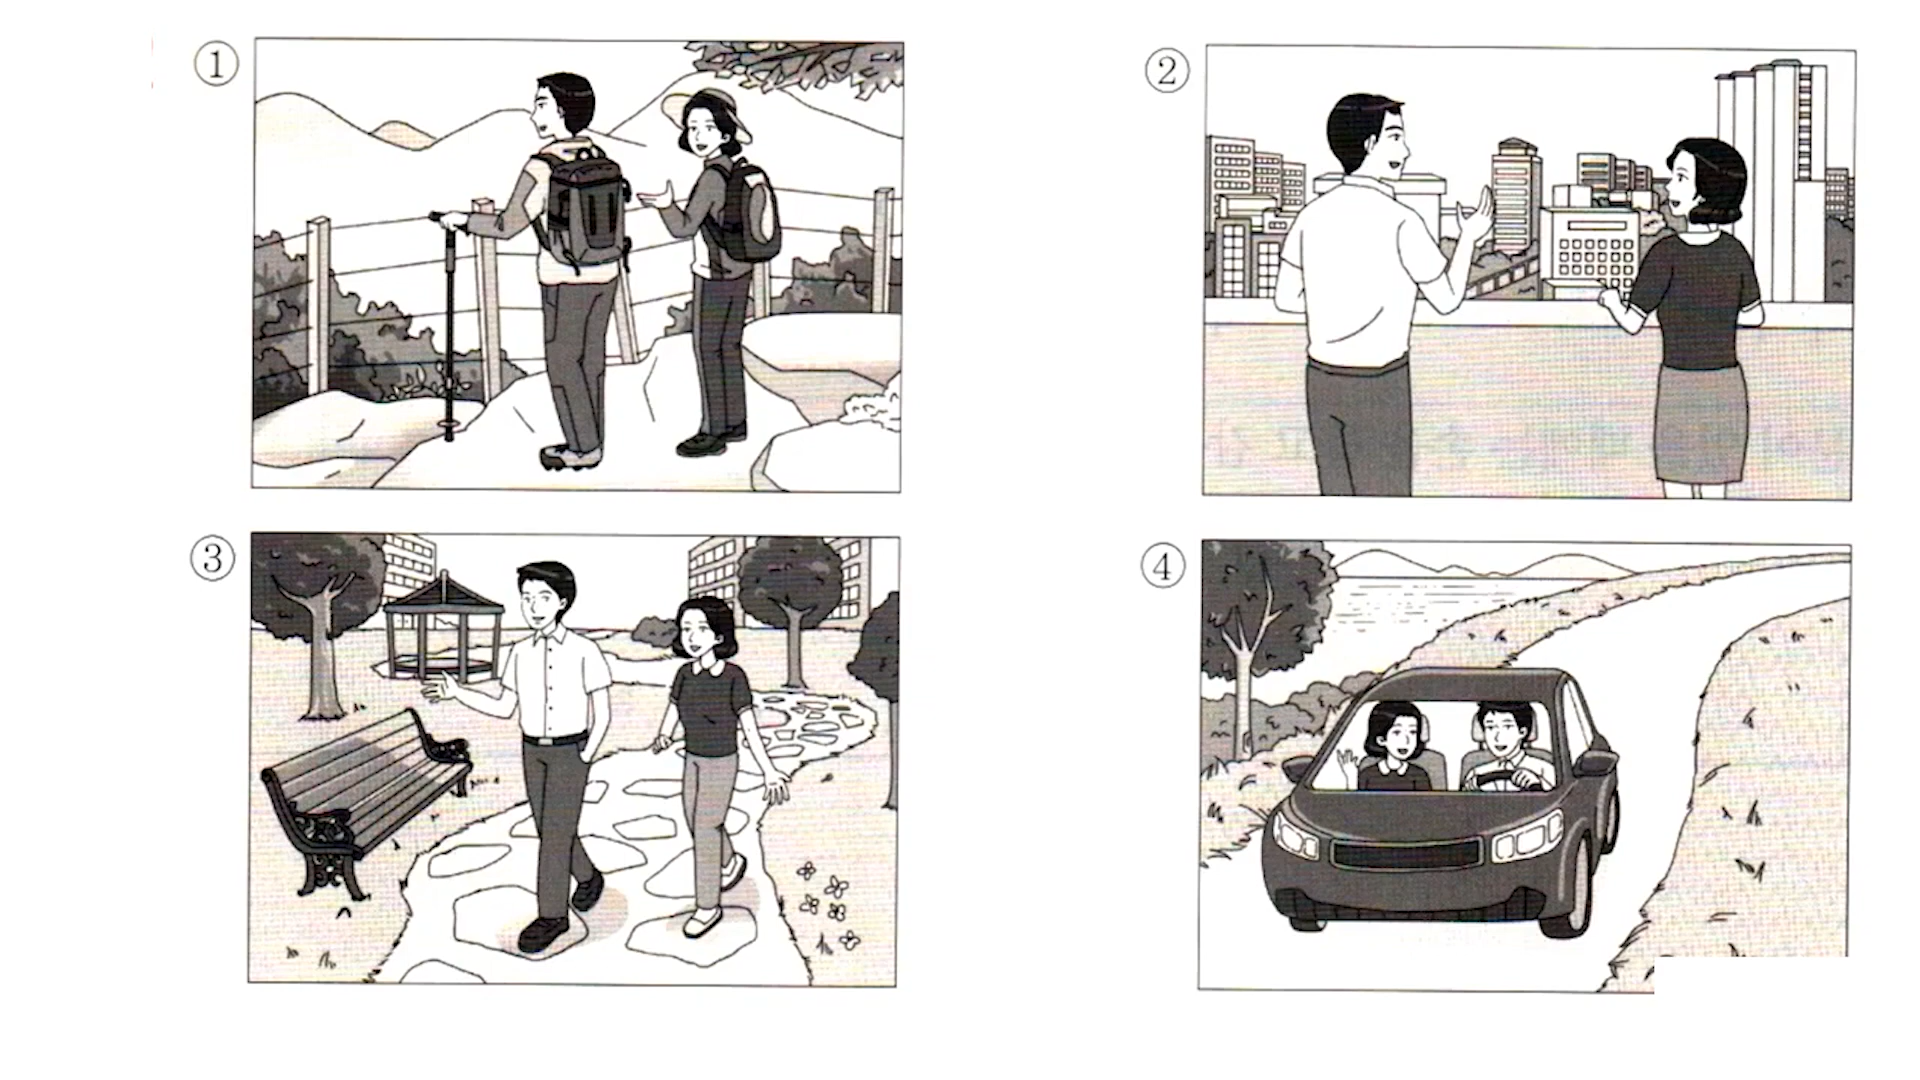 ①
②
③
④